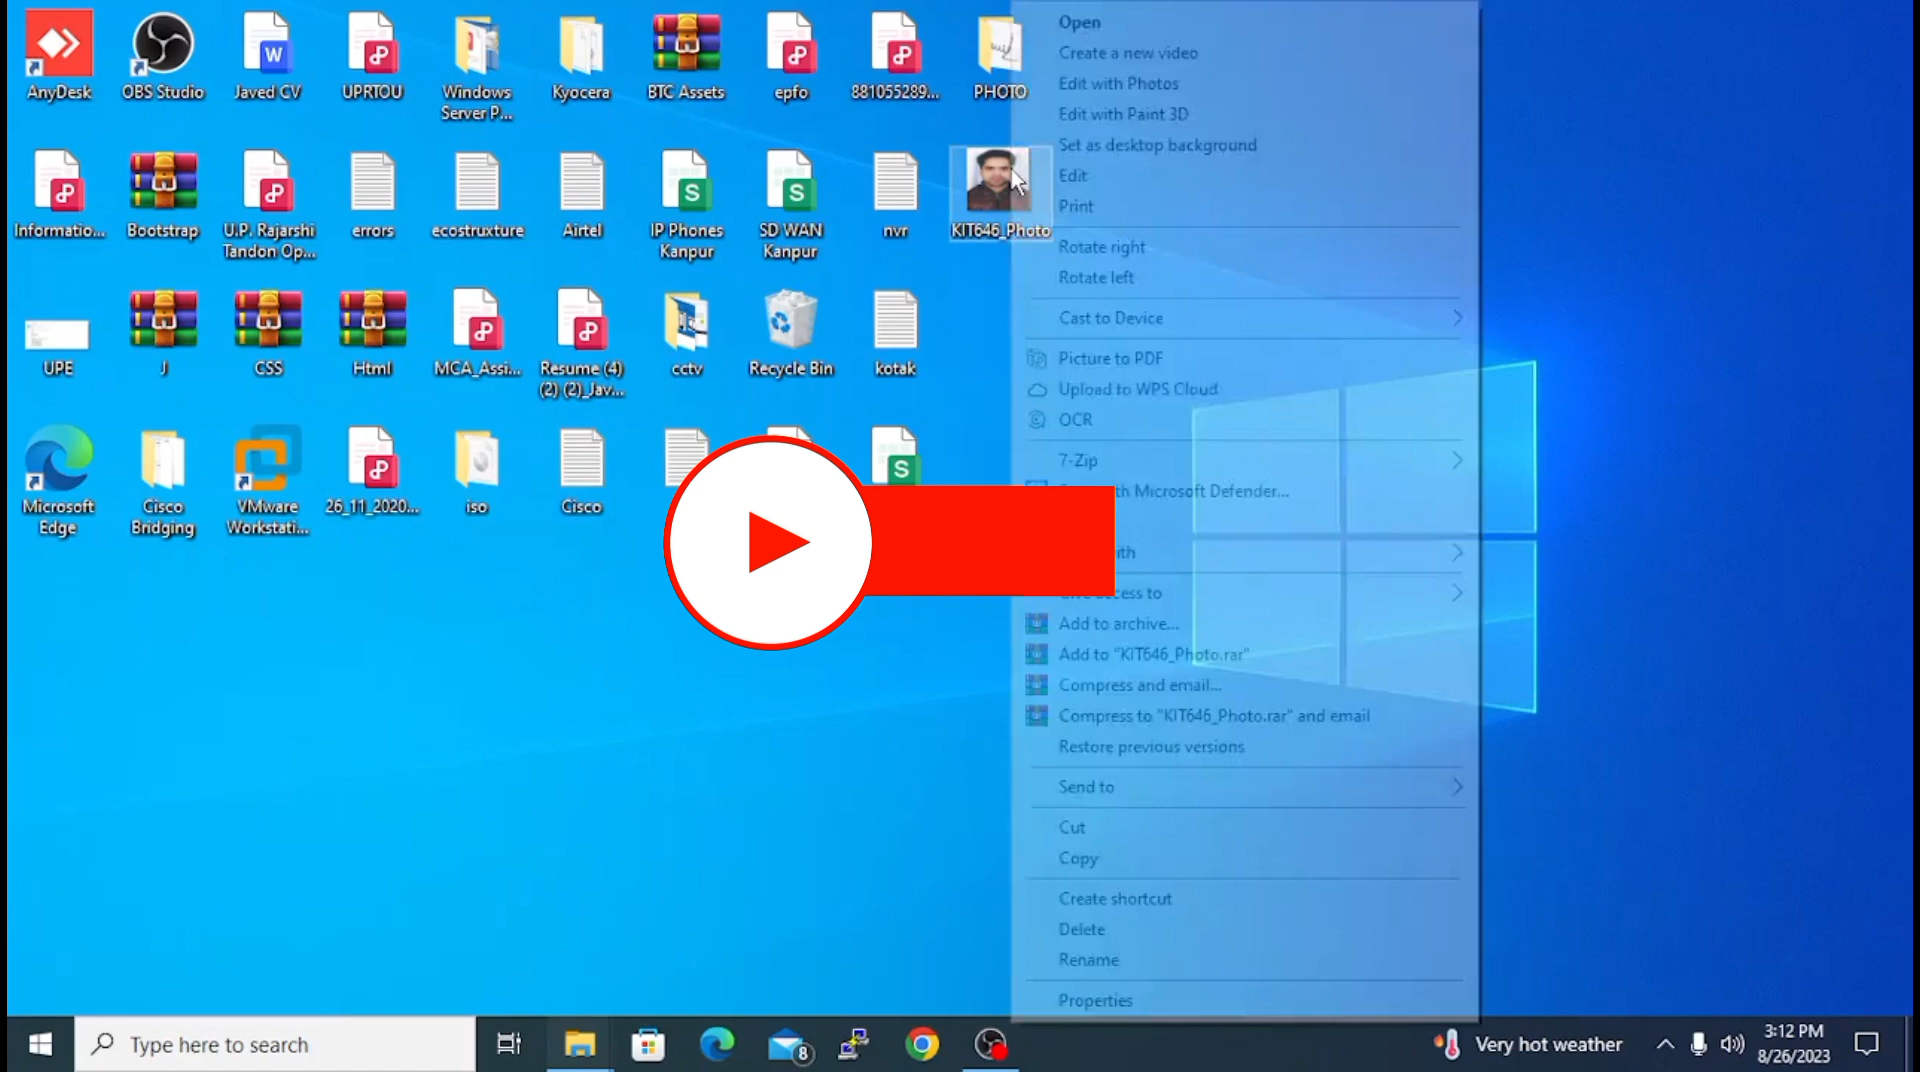 AnyDesk
OBS Studio
Javed CV
UPRTOU
Windows
Server P...
Kyocera
BTC Assets
epfo
881055289...
PHOTO
Informatio...
Bootstrap
U.P. Rajarshi
Tandon Op...
errors
ecostruxture
Airtel
IP Phones
Kanpur
SD WAN
Kanpur
nvr
KIT646_Photo
UPE
J
CSS
Html
MCA_Assi...
Resume (4)
(2) (2)_Jav...
cctv
Recycle Bin
kotak
Microsoft
Edge
Cisco
Bridging
VMware
Workstati...
26_11_2020...
iso
Cisco
Open
Create a new video
Edit with Photos
Edit with Paint 3D
Set as desktop background
Edit
Print
Rotate right
Rotate left
Cast to Device
Picture to PDF
Upload to WPS Cloud
OCR
7-Zip
Microsoft Defender...
Add to archive...
Add to "KIT646_Photo.rar"
Compress and email...
Compress to "KIT646_Photo.rar" and email
Restore previous versions
Send to
Cut
Copy
Create shortcut
Delete
Rename
Properties
Type here to search
8
Very hot weather
3:12 PM
8/26/2023